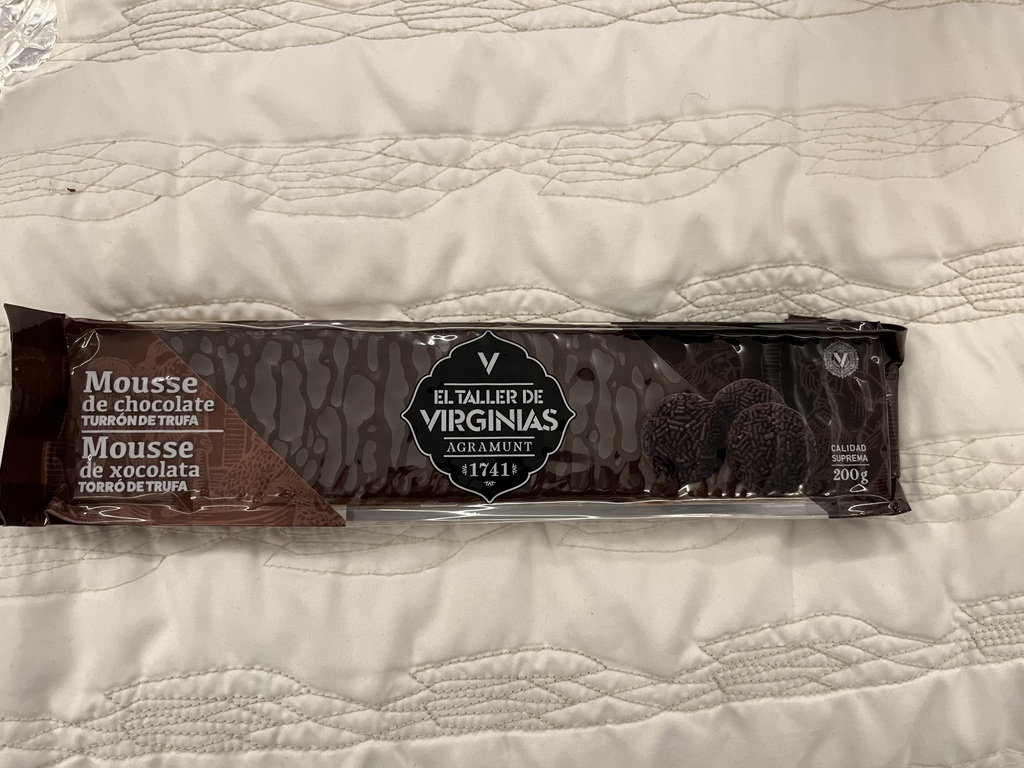 Mousse
de chocolate
TURRÓN DE TRUFA
Mousse
de xocolata
TORRÓ DE TRUFA
V
EL TALLER DE
VIRGINIAS
AGRAMUNT
1741
V
CALIDAD
SUPREMA
200g